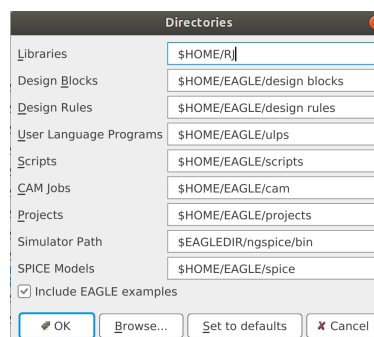 Directories
Libraries $HOME/RJ
Design Blocks $HOME/EAGLE/design blocks
Design Rules $HOME/EAGLE/design rules
User Language Programs $HOME/EAGLE/ulps
Scripts $HOME/EAGLE/scripts
CAM Jobs $HOME/EAGLE/cam
Projects $HOME/EAGLE/projects
Simulator Path $EAGLEDIR/ngspice/bin
SPICE Models $HOME/EAGLE/spice
Include EAGLE examples
OK Browse... Set to defaults Cancel